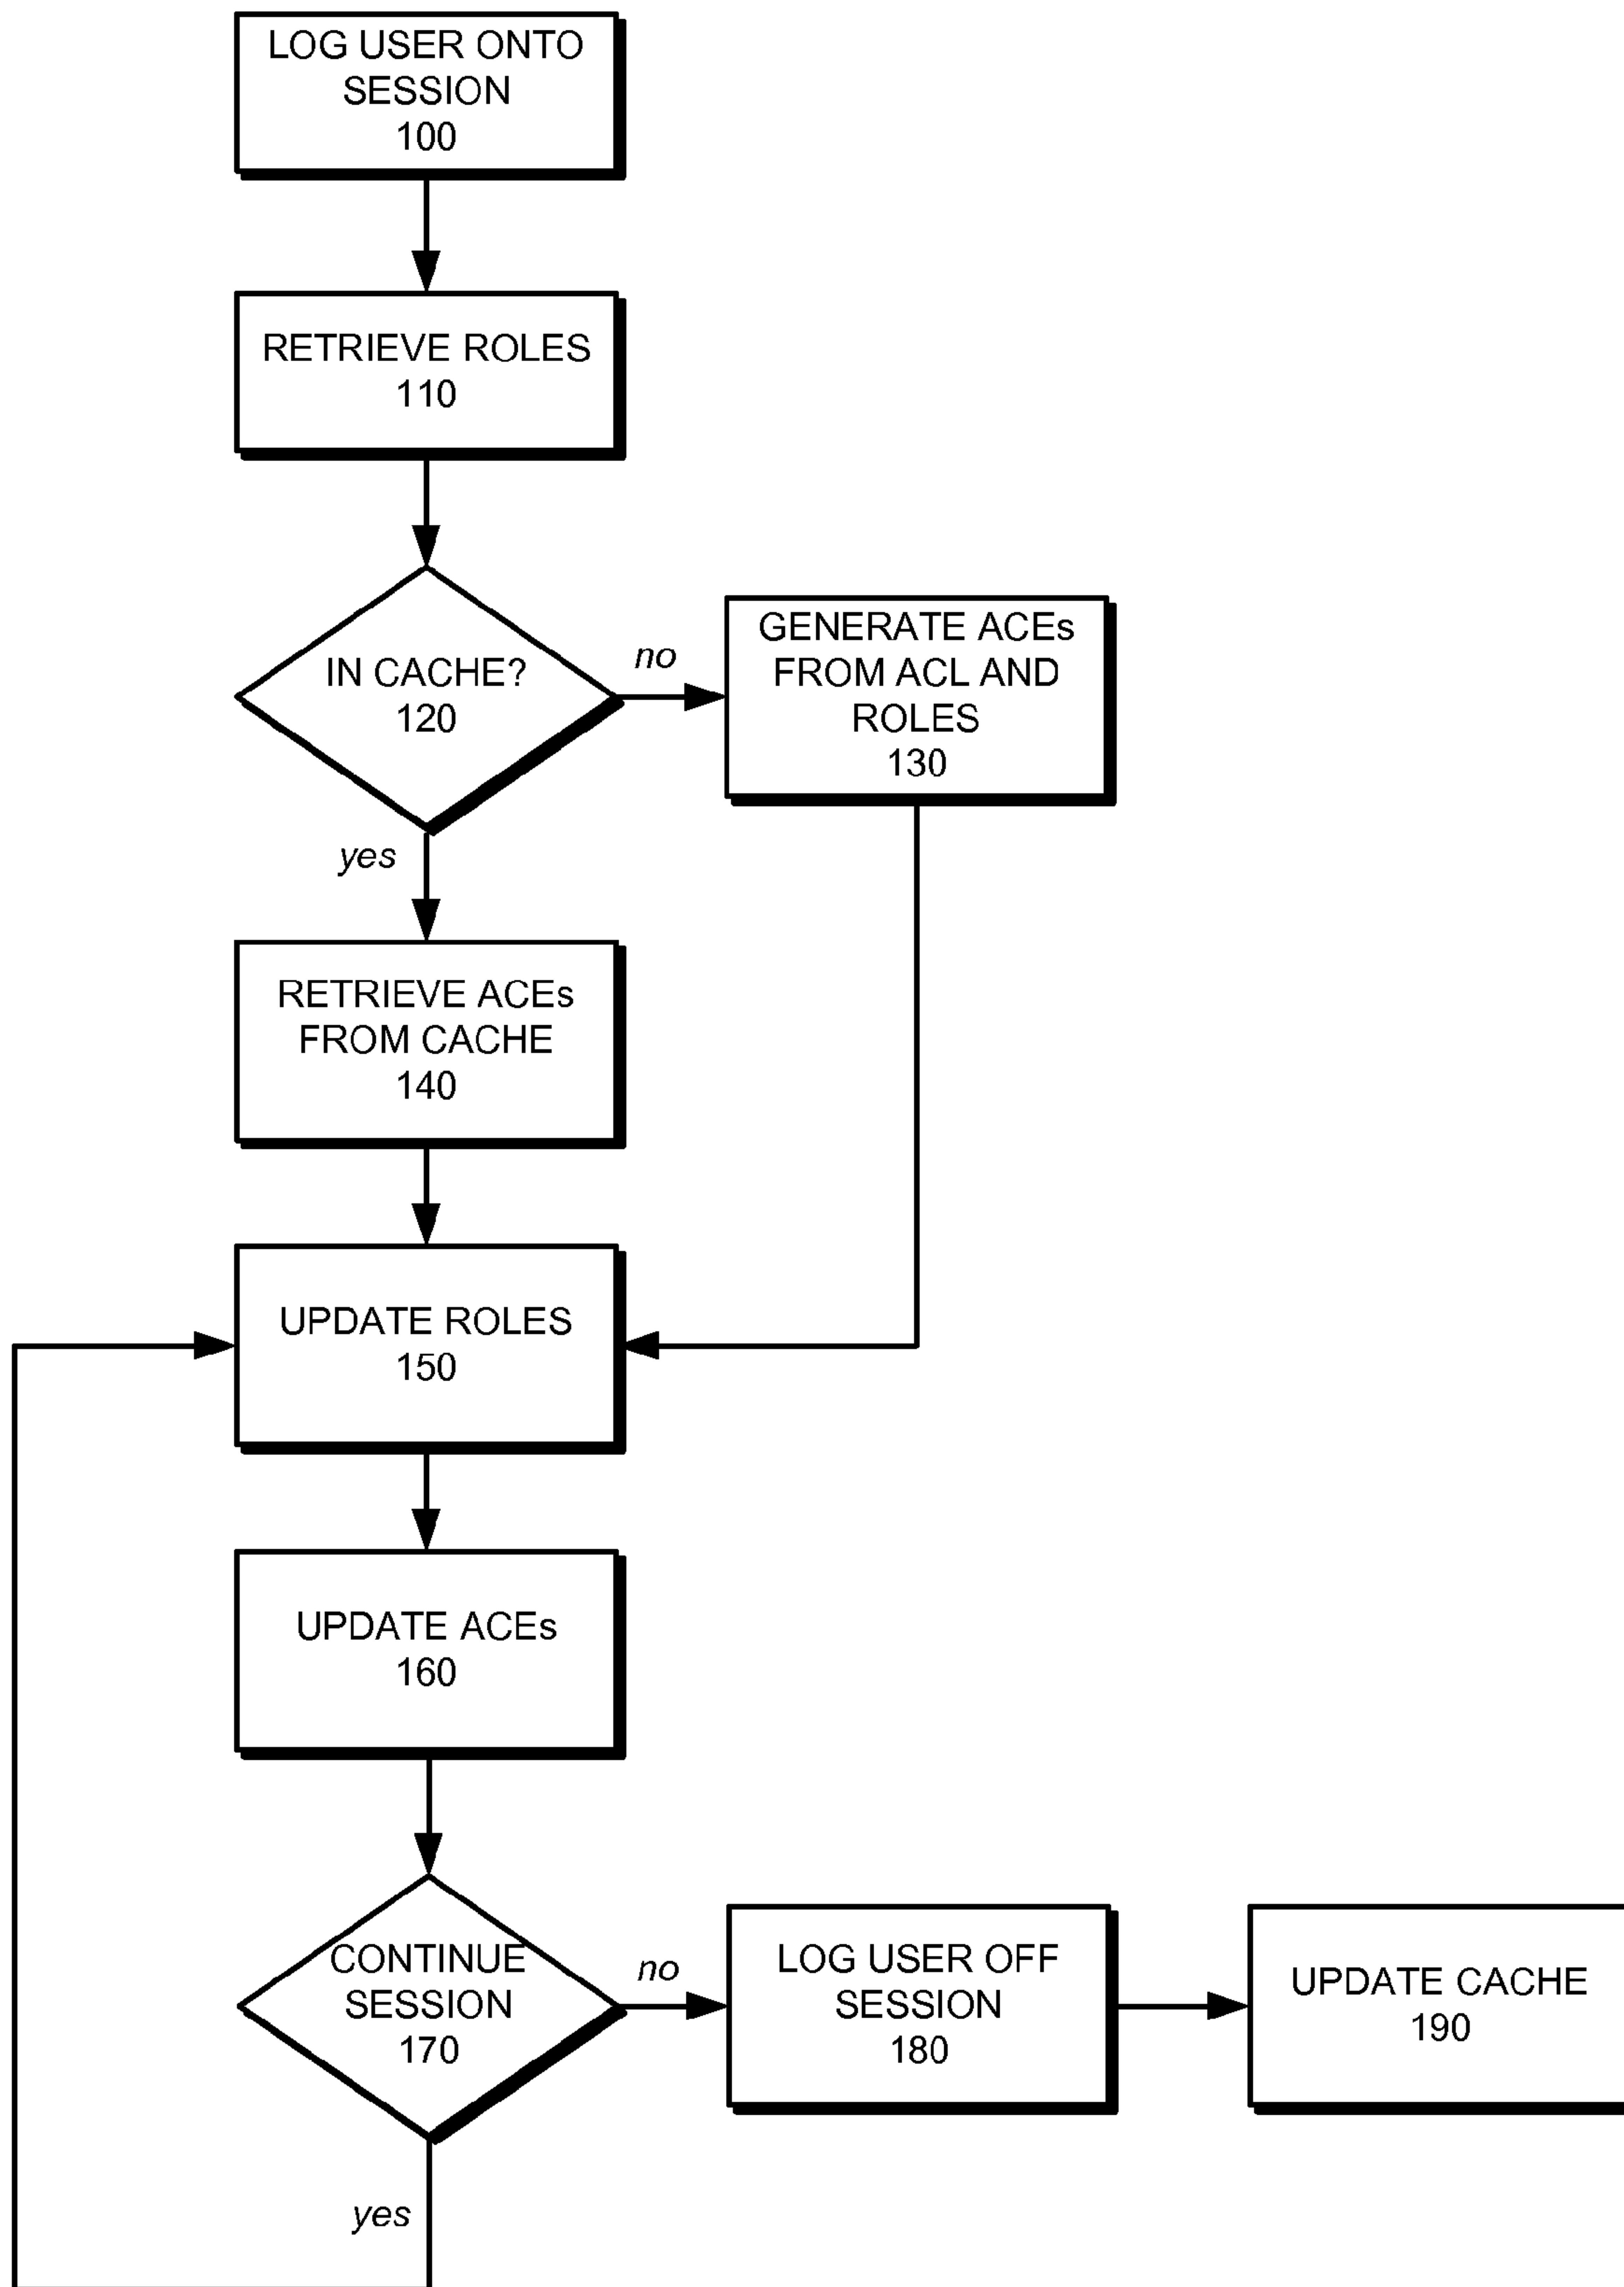 LOG USER ONTO
SESSION
100
RETRIEVE ROLES
110
IN CACHE?
120
no
GENERATE ACEs
FROM ACL AND
ROLES
130
yes
RETRIEVE ACEs
FROM CACHE
140
UPDATE ROLES
150
UPDATE ACEs
160
CONTINUE
SESSION
170
no
LOG USER OFF
SESSION
180
UPDATE CACHE
190
yes